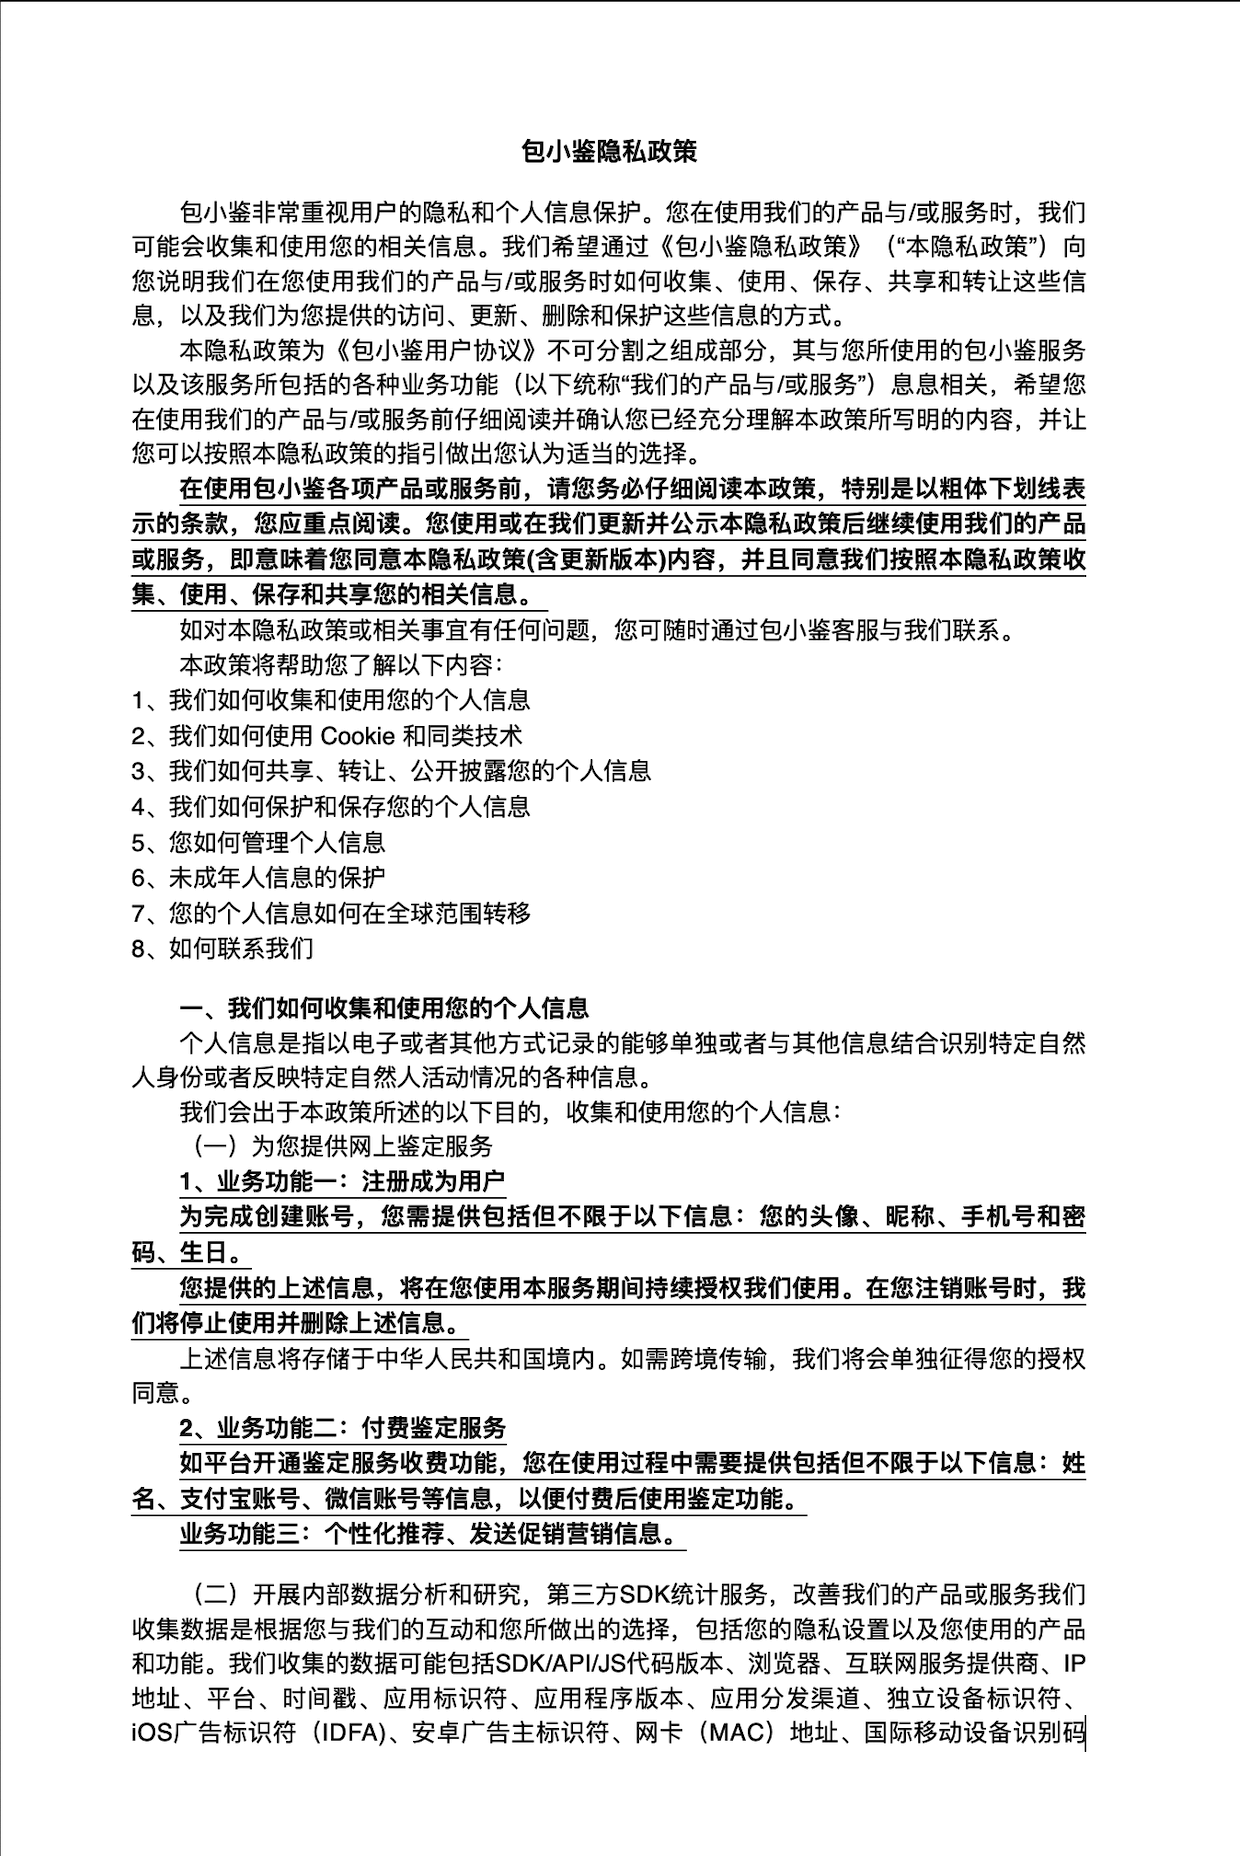 包小鉴隐私政策
包小鉴非常重视用户的隐私和个人信息保护。您在使用我们的产品与/或服务时，我们
可能会收集和使用您的相关信息。我们希望通过《包小鉴隐私政策》（“本隐私政策”）向
您说明我们在您使用我们的产品与/或服务时如何收集、使用、保存、共享和转让这些信
息，以及我们为您提供的访问、更新、删除和保护这些信息的方式。
本隐私政策为《包小鉴用户协议》不可分割之组成部分，其与您所使用的包小鉴服务
以及该服务所包括的各种业务功能（以下统称“我们的产品与/或服务”）息息相关，希望您
在使用我们的产品与/或服务前仔细阅读并确认您已经充分理解本政策所写明的内容，并让
您可以按照本隐私政策的指引做出您认为适当的选择。
在使用包小鉴各项产品或服务前，请您务必仔细阅读本政策，特别是以粗体下划线表
示的条款，您应重点阅读。您使用或在我们更新并公示本隐私政策后继续使用我们的产品
或服务，即意味着您同意本隐私政策(含更新版本)内容，并且同意我们按照本隐私政策收
集、使用、保存和共享您的相关信息。
如对本隐私政策或相关事宜有任何问题，您可随时通过包小鉴客服与我们联系。
本政策将帮助您了解以下内容：
1、我们如何收集和使用您的个人信息
2、我们如何使用 Cookie 和同类技术
3、我们如何共享、转让、公开披露您的个人信息
4、我们如何保护和保存您的个人信息
5、您如何管理个人信息
6、未成年人信息的保护
7、您的个人信息如何在全球范围转移
8、如何联系我们
一、我们如何收集和使用您的个人信息
个人信息是指以电子或者其他方式记录的能够单独或者与其他信息结合识别特定自然
人身份或者反映特定自然人活动情况的各种信息。
我们会出于本政策所述的以下目的，收集和使用您的个人信息：
（一）为您提供网上鉴定服务
1、业务功能一：注册成为用户
为完成创建账号，您需提供包括但不限于以下信息：您的头像、昵称、手机号和密
码、生日。
您提供的上述信息，将在您使用本服务期间持续授权我们使用。在您注销账号时，我
们将停止使用并删除上述信息。
上述信息将存储于中华人民共和国境内。如需跨境传输，我们将会单独征得您的授权
同意。
2、业务功能二：付费鉴定服务
如平台开通鉴定服务收费功能，您在使用过程中需要提供包括但不限于以下信息：姓
名、支付宝账号、微信账号等信息，以便付费后使用鉴定功能。
业务功能三：个性化推荐、发送促销营销信息。
（二）开展内部数据分析和研究，第三方SDK统计服务，改善我们的产品或服务我们
收集数据是根据您与我们的互动和您所做出的选择，包括您的隐私设置以及您使用的产品
和功能。我们收集的数据可能包括SDK/API/JS代码版本、浏览器、互联网服务提供商、IP
地址、平台、时间戳、应用标识符、应用程序版本、应用分发渠道、独立设备标识符、
iOS广告标识符（IDFA)、安卓广告主标识符、网卡（MAC）地址、国际移动设备识别码